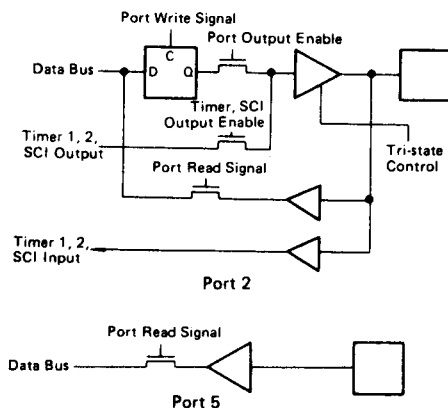 Port Write Signal
Port Output Enable
C
Data Bus
D
Q
Timer, SCI
Output Enable
Timer 1, 2,
SCI Output
Port Read Signal
Tri-state
Control
Timer 1, 2,
SCI Input
Port 2
Port Read Signal
Data Bus
Port 5